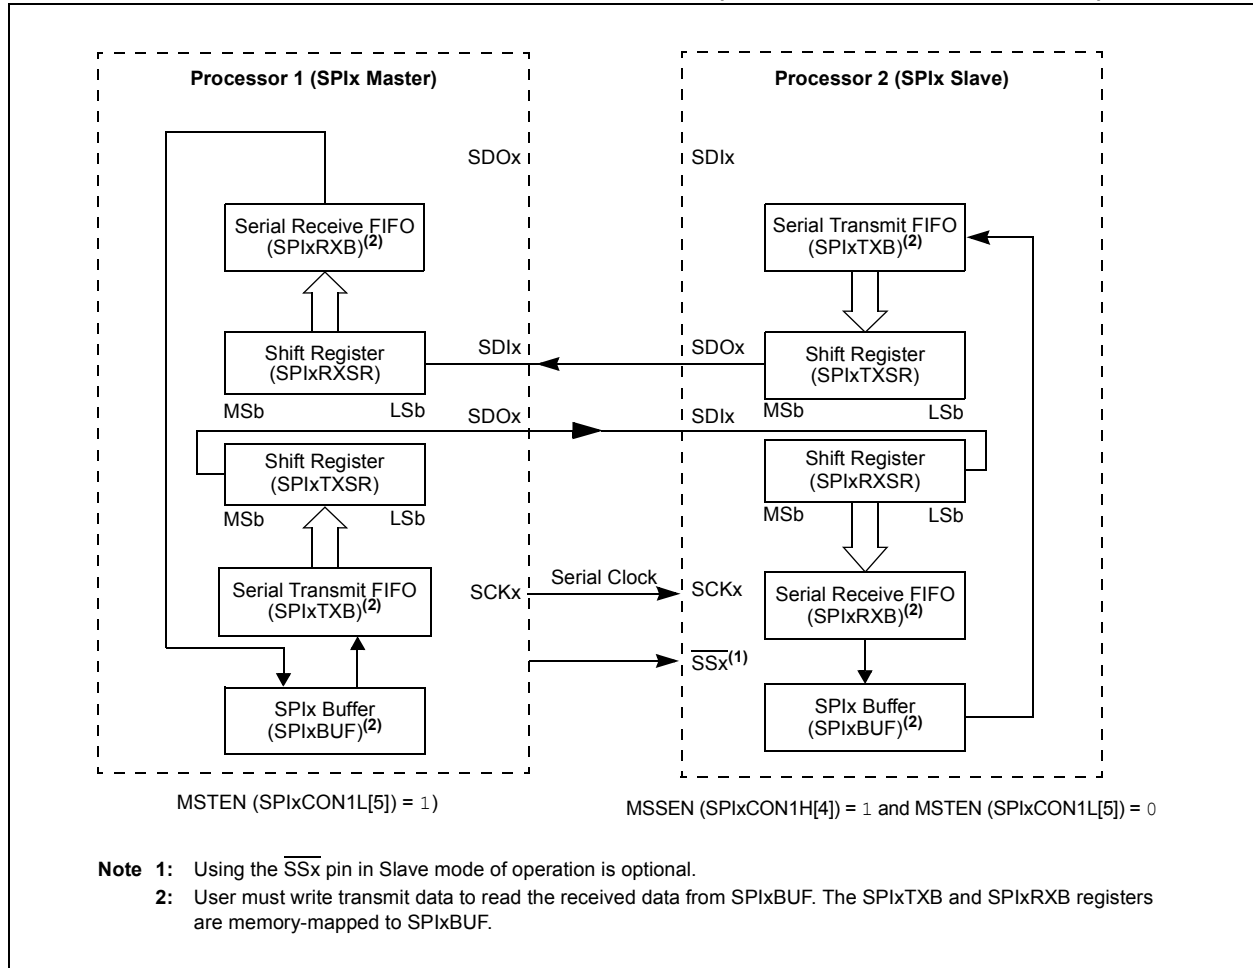 Processor 1 (SPIx Master)
Processor 2 (SPIx Slave)
SDOx
SDIx
Serial Receive FIFO
(SPIxRXB)(2)
Serial Transmit FIFO
(SPIxTXB)(2)
Shift Register
(SPIxRXSR)
SDIx
SDOx
Shift Register
(SPIxTXSR)
MSb
LSb
MSb
LSb
SDOx
SDIx
Shift Register
(SPIxTXSR)
Shift Register
(SPIxRXSR)
MSb
LSb
MSb
LSb
Serial Transmit FIFO
(SPIxTXB)(2)
SCKx
Serial Clock
SCKx
Serial Receive FIFO
(SPIxRXB)(2)
SSx(1)
SPIx Buffer
(SPIxBUF)(2)
SPIx Buffer
(SPIxBUF)(2)
MSTEN (SPIxCON1L[5]) = 1)
MSSEN (SPIxCON1H[4]) = 1 and MSTEN (SPIxCON1L[5]) = 0
Note 1: Using the SSx pin in Slave mode of operation is optional.
2: User must write transmit data to read the received data from SPIxBUF. The SPIxTXB and SPIxRXB registers
are memory-mapped to SPIxBUF.